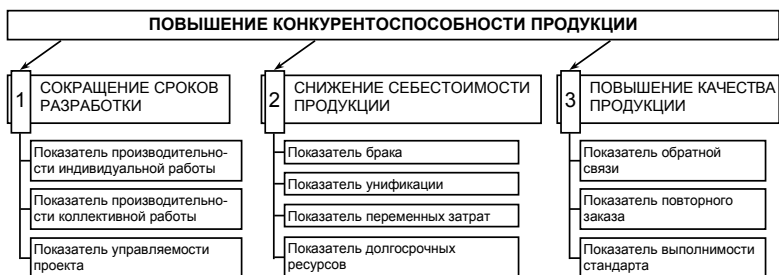 ПОВЫШЕНИЕ КОНКУРЕНТОСПОСОБНОСТИ ПРОДУКЦИИ
1
СОКРАЩЕНИЕ СРОКОВ
РАЗРАБОТКИ
Показатель производительно-
сти индивидуальной работы
Показатель производительно-
сти коллективной работы
Показатель управляемости
проекта
2
СНИЖЕНИЕ СЕБЕСТОИМОСТИ
ПРОДУКЦИИ
Показатель брака
Показатель унификации
Показатель переменных затрат
Показатель долгосрочных
ресурсов
3
ПОВЫШЕНИЕ КАЧЕСТВА
ПРОДУКЦИИ
Показатель обратной
связи
Показатель повторного
заказа
Показатель выполнимости
стандарта